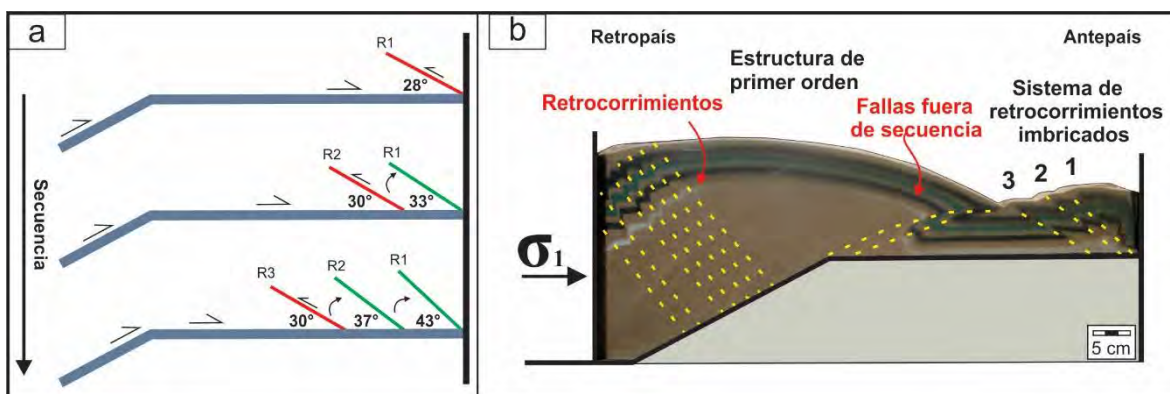 a
Secuencia
R1
28°
R2
R1
30°
33°
R3
R2
R1
30°
37°
43°
b
Retropaís
Antepaís
Estructura de
primer orden
Retrocorrimientos
Fallas fuera
de secuencia
Sistema de
retrocorrimientos
imbricados
3
2
1
σ1
5 cm